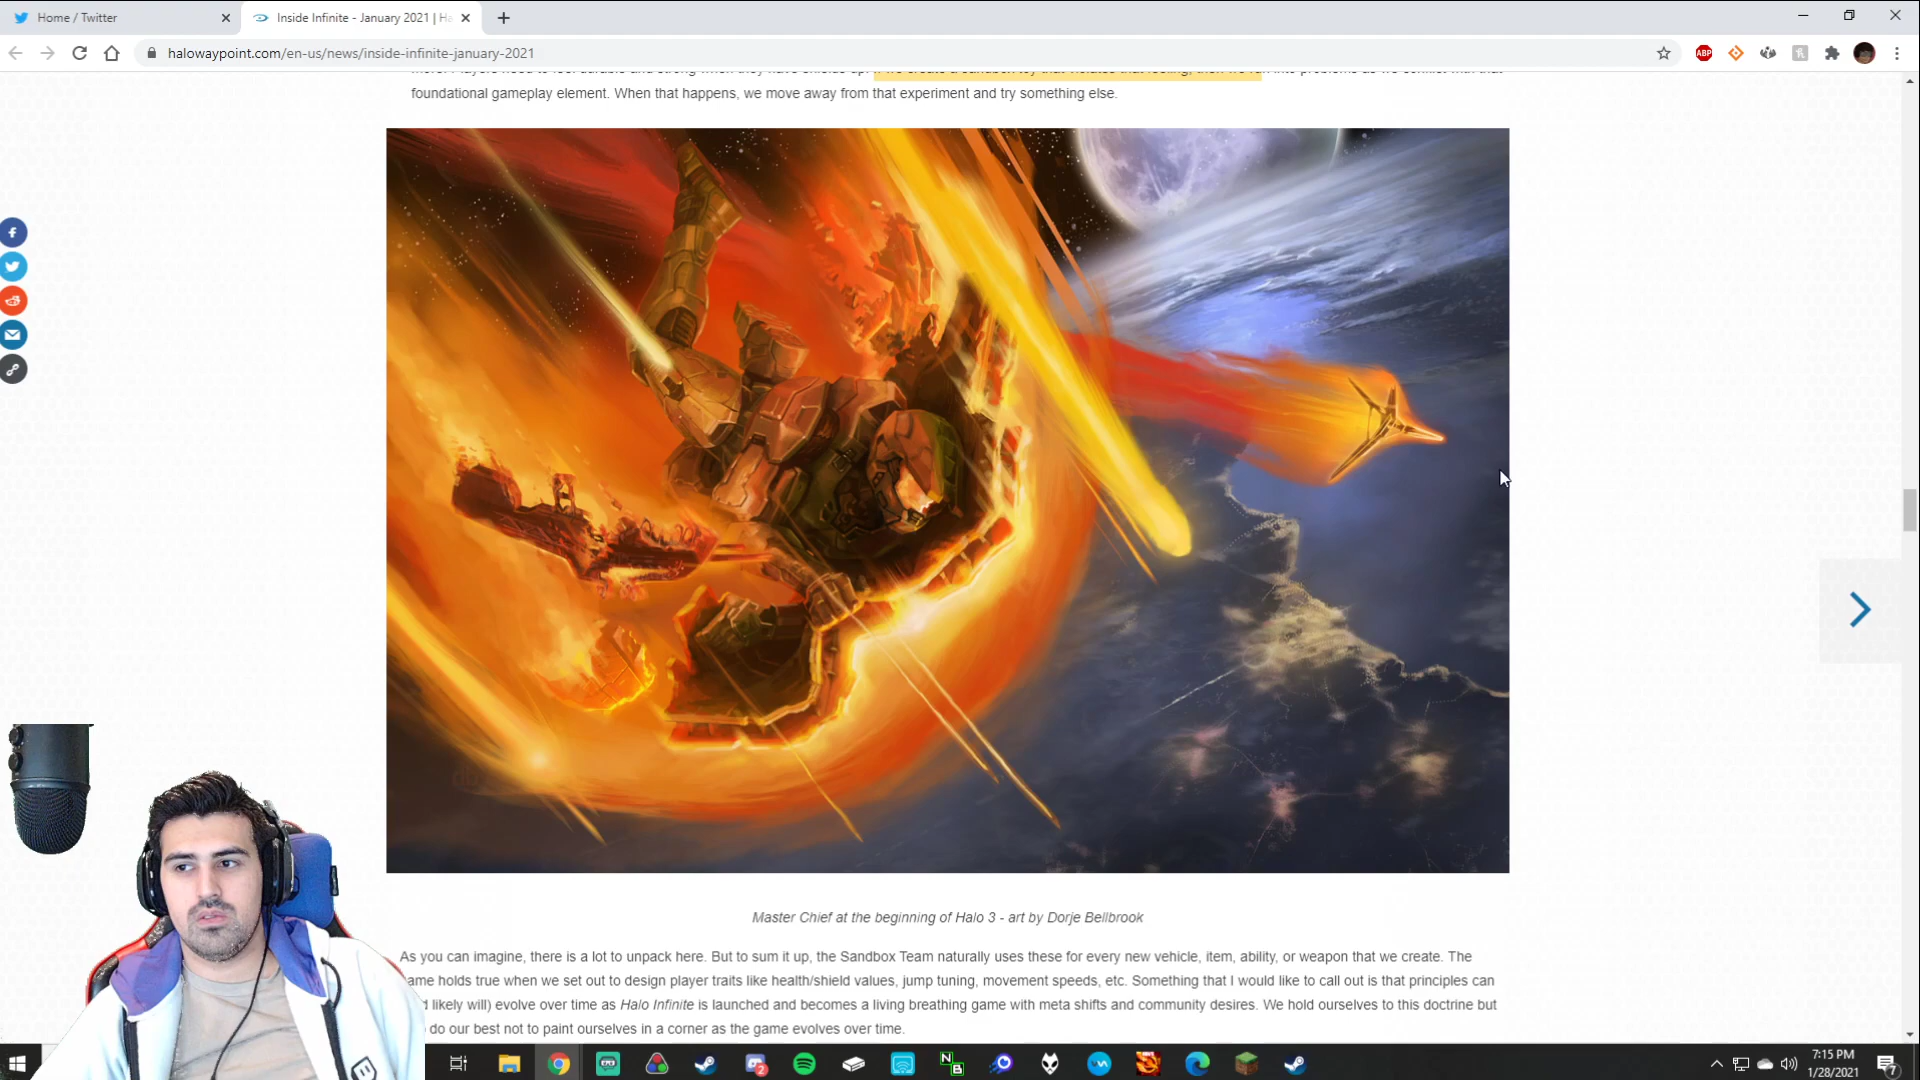 Home / Twitter
Inside Infinite - January 2021 | Ha
halowaypoint.com/en-us/news/inside-infinite-january-2021
ABP
foundational gameplay element. When that happens, we move away from that experiment and try something else.
Master Chief at the beginning of Halo 3 - art by Dorje Bellbrook
As you can imagine, there is a lot to unpack here. But to sum it up, the Sandbox Team naturally uses these for every new vehicle, item, ability, or weapon that we create. The
ame holds true when we set out to design player traits like health/shield values, jump tuning, movement speeds, etc. Something that I would like to call out is that principles can
d likely will) evolve over time as Halo Infinite is launched and becomes a living breathing game with meta shifts and community desires. We hold ourselves to this doctrine but
do our best not to paint ourselves in a corner as the game evolves over time.
2
N
B
7:15 PM
1/28/2021
7